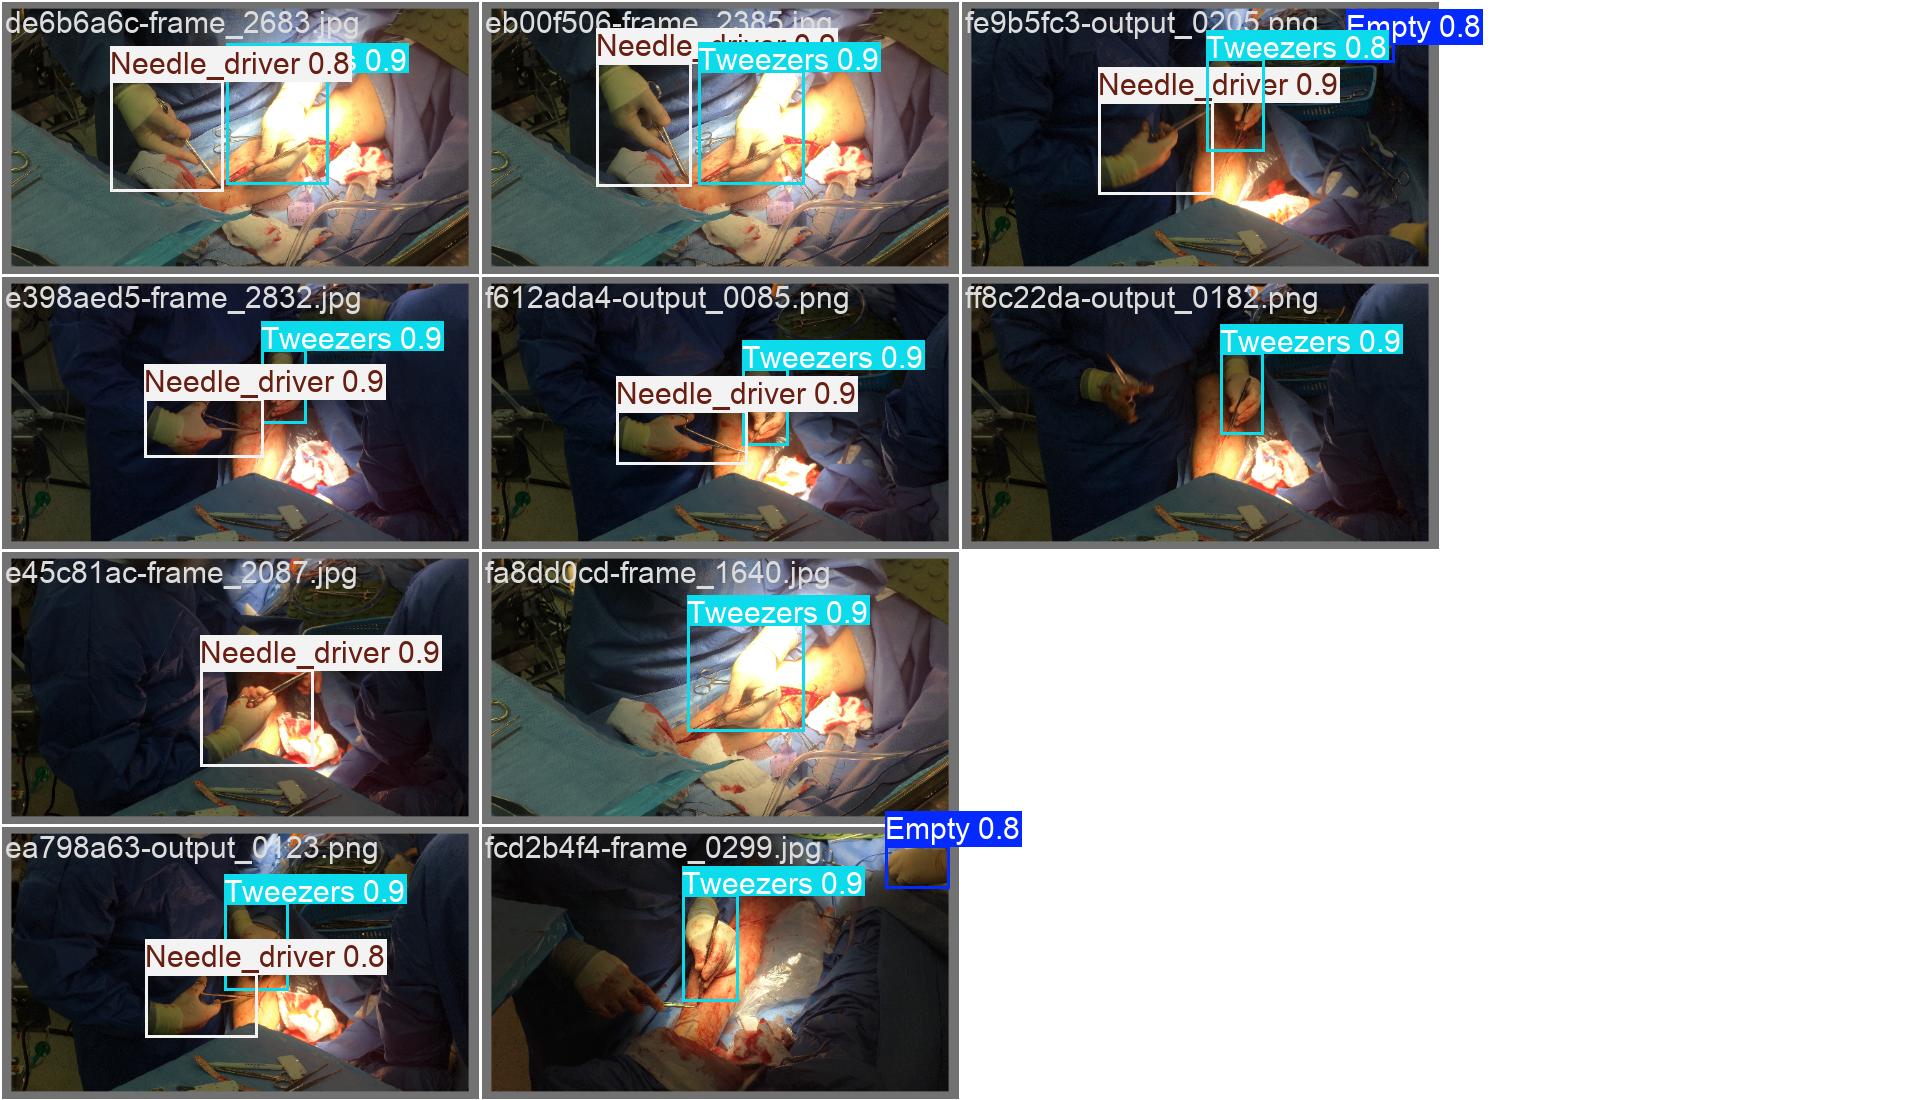 de6b6a6c-frame_2683.jpg
Needle_driver 0.8
s 0.9
eb00f506-frame_2385.jpg
Needle_driver 0.9
Tweezers 0.9
fe9b5fc3-output_0205.png
Empty 0.8
Tweezers 0.8
Needle_driver 0.9
e398aed5-frame_2832.jpg
Tweezers 0.9
Needle_driver 0.9
f612ada4-output_0085.png
Tweezers 0.9
Needle_driver 0.9
ff8c22da-output_0182.png
Tweezers 0.9
e45c81ac-frame_2087.jpg
Needle_driver 0.9
fa8dd0cd-frame_1640.jpg
Tweezers 0.9
ea798a63-output_0123.png
Tweezers 0.9
Needle_driver 0.8
fcd2b4f4-frame_0299.jpg
Empty 0.8
Tweezers 0.9